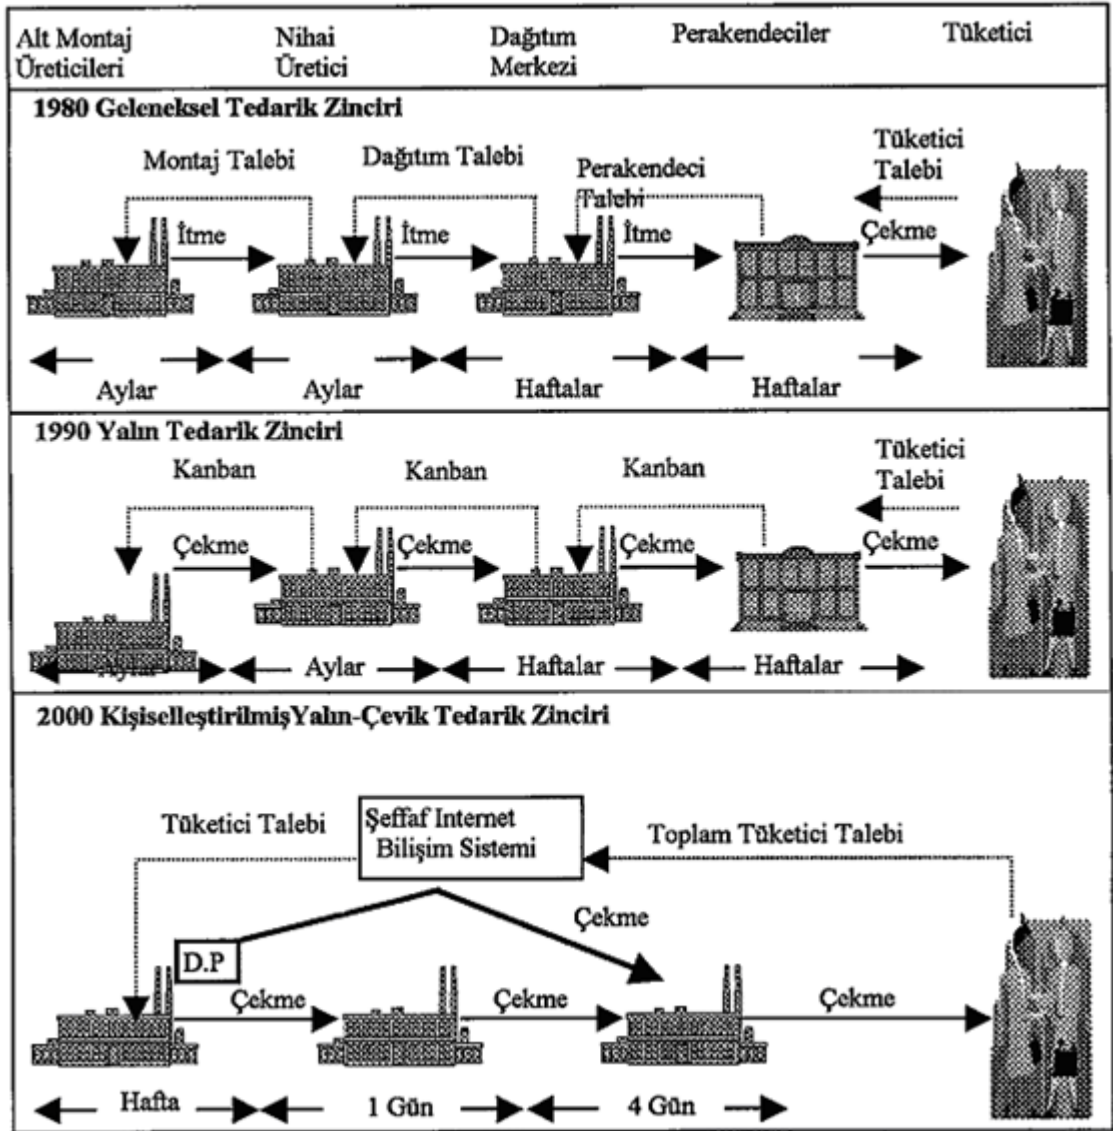 Alt Montaj
Üreticileri
Nihai
Üretici
Dağıtım
Merkezi
Perakendeciler
Tüketici
1980 Geleneksel Tedarik Zinciri
Montaj Talebi
Dağıtım Talebi
Perakendeci
Talebi
Tüketici
Talebi
İtme
İtme
İtme
Çekme
Aylar
Aylar
Haftalar
Haftalar
1990 Yalın Tedarik Zinciri
Kanban
Kanban
Kanban
Tüketici
Talebi
Çekme
Çekme
Çekme
Çekme
Aylar
Aylar
Haftalar
Haftalar
2000 KişiselleştirilmişYalın-Çevik Tedarik Zinciri
Tüketici Talebi
Şeffaf Internet
Bilişim Sistemi
Toplam Tüketici Talebi
Çekme
D.P
Çekme
Çekme
Çekme
Hafta
1 Gün
4 Gün